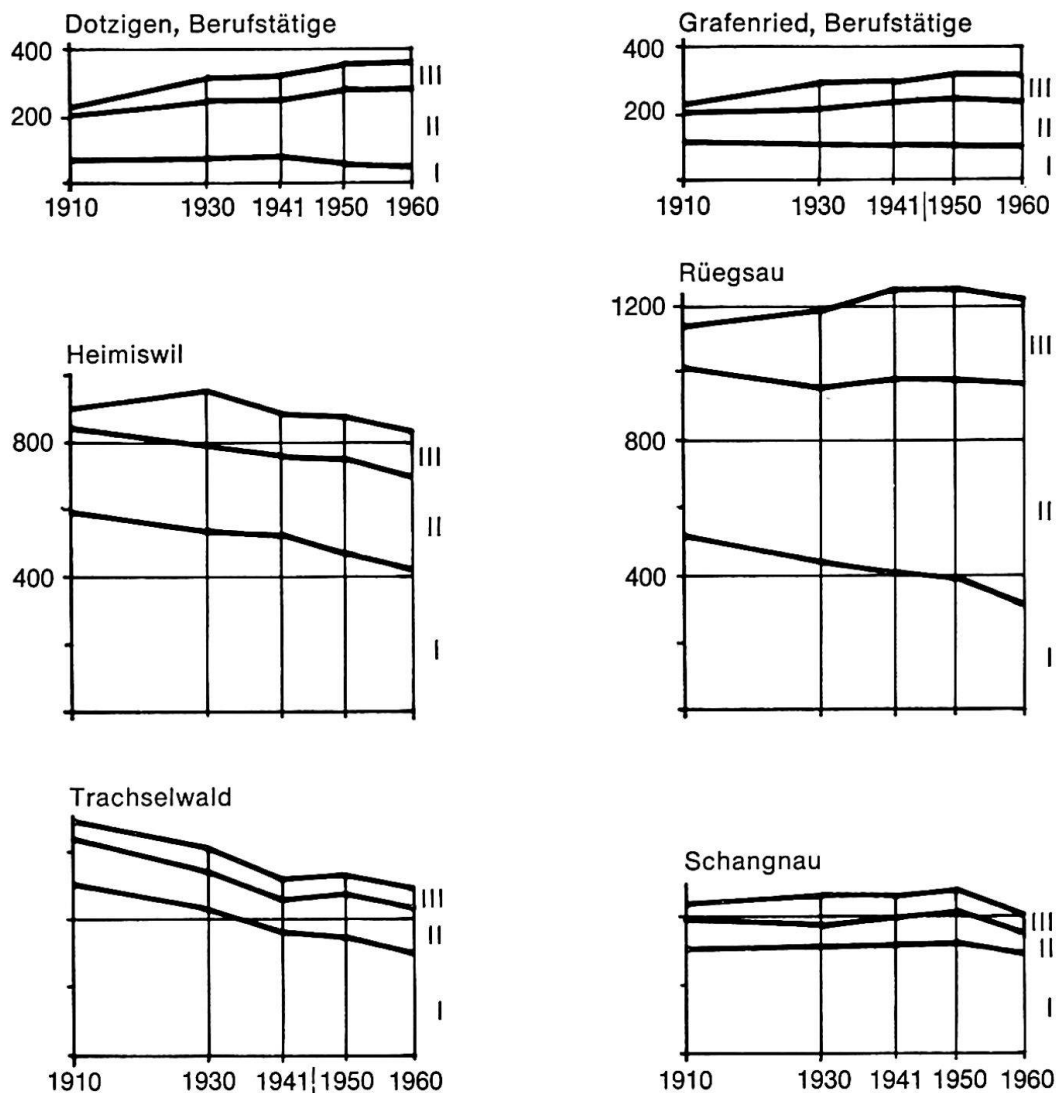 Dotzigen, Berufstätige
400
200
III
II
I
1910 1930 1941 1950 1960
Grafenried, Berufstätige
400
200
III
II
I
1910 1930 1941 1950 1960
Heimiswil
800
400
III
II
I
Rüegsau
1200
800
400
III
II
I
Trachselwald
III
II
I
1910 1930 1941 1950 1960
Schangnau
III
II
I
1910 1930 1941 1950 1960